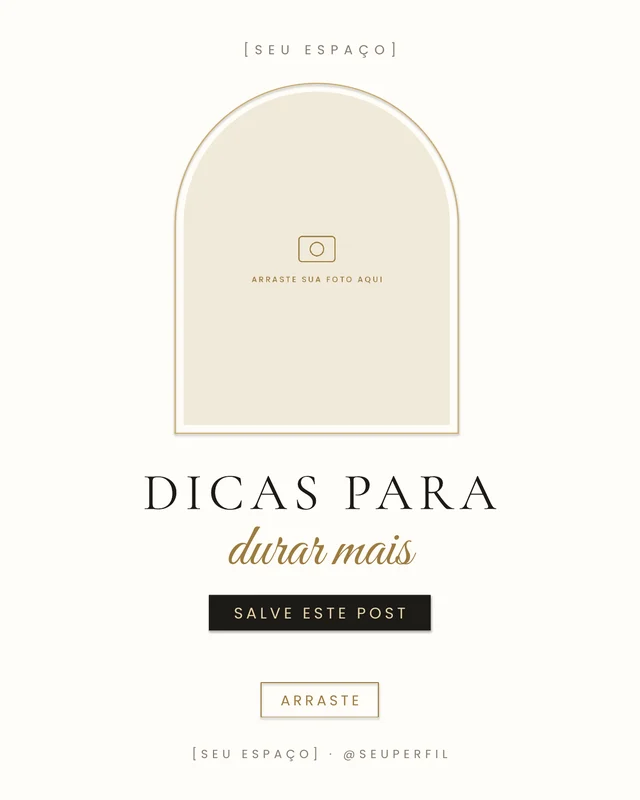 [SEU ESPAÇO]
ARRASTE SUA FOTO AQUI
DICAS PARA
durar mais
SALVE ESTE POST
ARRASTE
[SEU ESPAÇO] · @SEUPERFIL